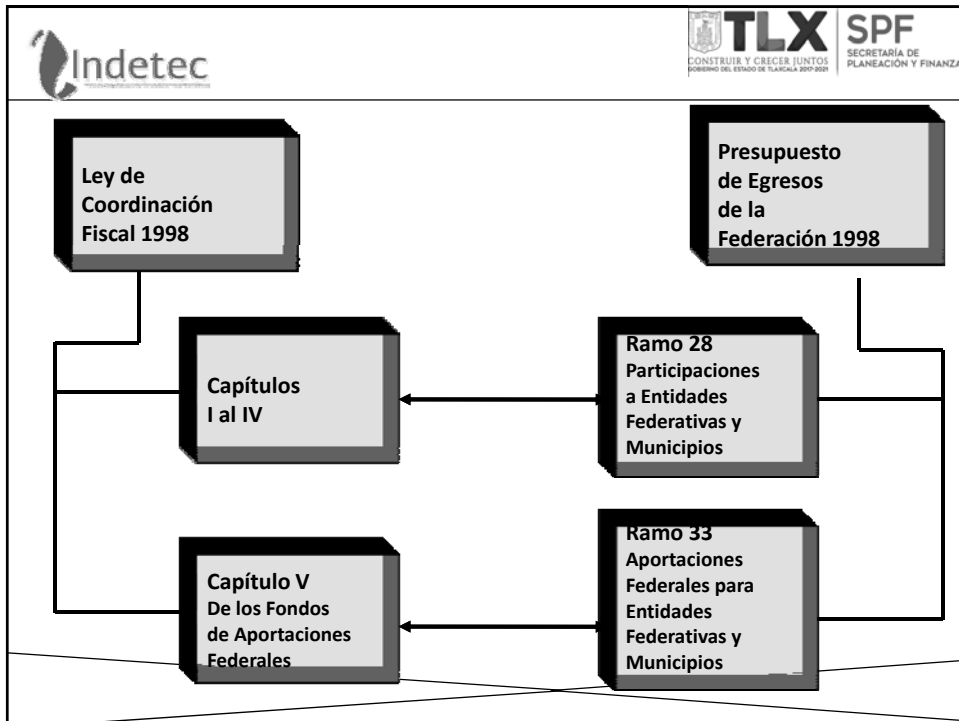 Indetec
TLX
CONSTRUIR Y CRECER JUNTOS
GOBIERNO DEL ESTADO DE TLAXCALA 2017-2021
SPF
SECRETARÍA DE
PLANEACIÓN Y FINANZA
Ley de
Coordinación
Fiscal 1998
Presupuesto
de Egresos
de la
Federación 1998
Capítulos
I al IV
Ramo 28
Participaciones
a Entidades
Federativas y
Municipios
Capítulo V
De los Fondos
de Aportaciones
Federales
Ramo 33
Aportaciones
Federales para
Entidades
Federativas y
Municipios